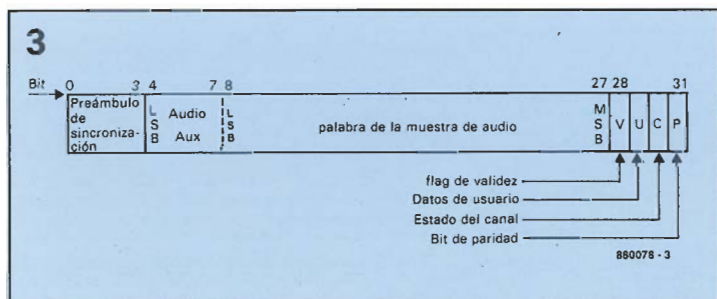 3
Bit 0 3 4 7 8 27 28 31
Preámbulo
de
sincroniza-
ción
L
S
B
Audio
Aux
L
S
B
palabra de la muestra de audio
M
S
B
V U C P
flag de validez
Datos de usuario
Estado del canal
Bit de paridad
880078 - 3